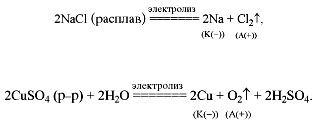 электролиз
2NaCl (расплав) ======= 2Na + Cl₂↑,
(К(−)) (А(+))
электролиз
2CuSO₄ (р–р) + 2H₂O ======= 2Cu + O₂↑ + 2H₂SO₄.
(К(−)) (А(+))